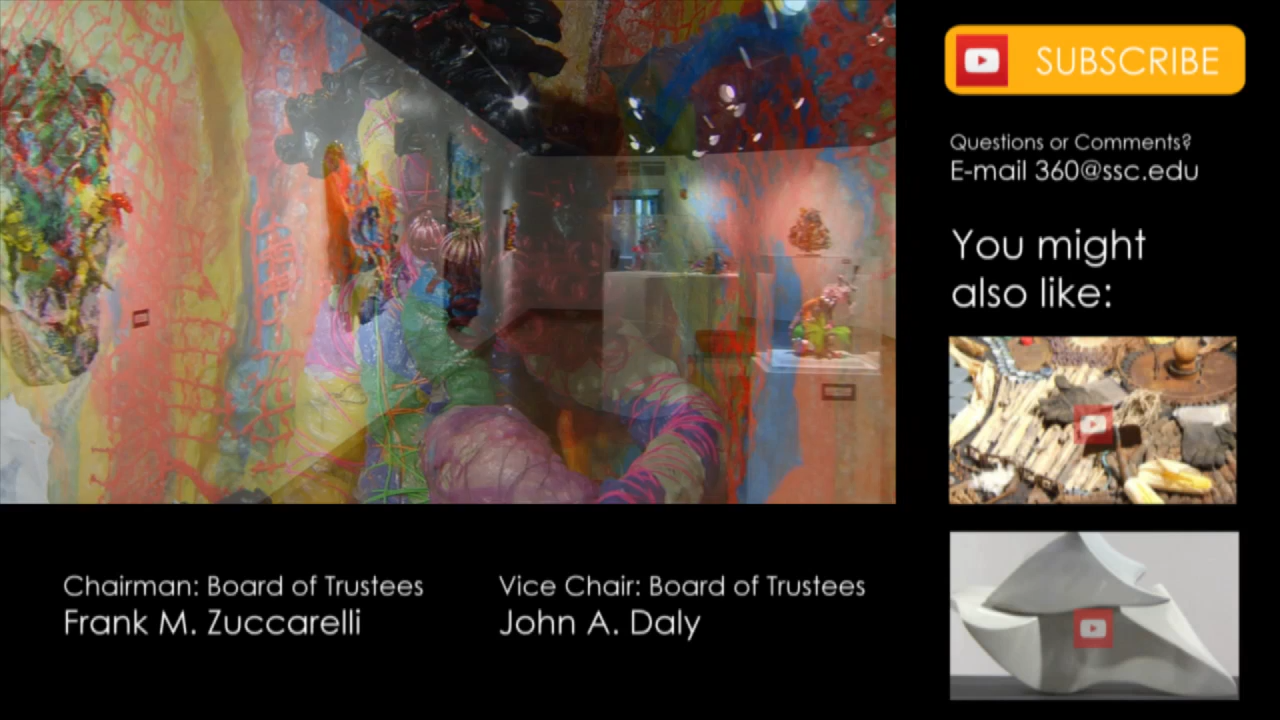 SUBSCRIBE
Questions or Comments?
E-mail 360@ssc.edu
You might
also like:
Chairman: Board of Trustees
Frank M. Zuccarelli
Vice Chair: Board of Trustees
John A. Daly